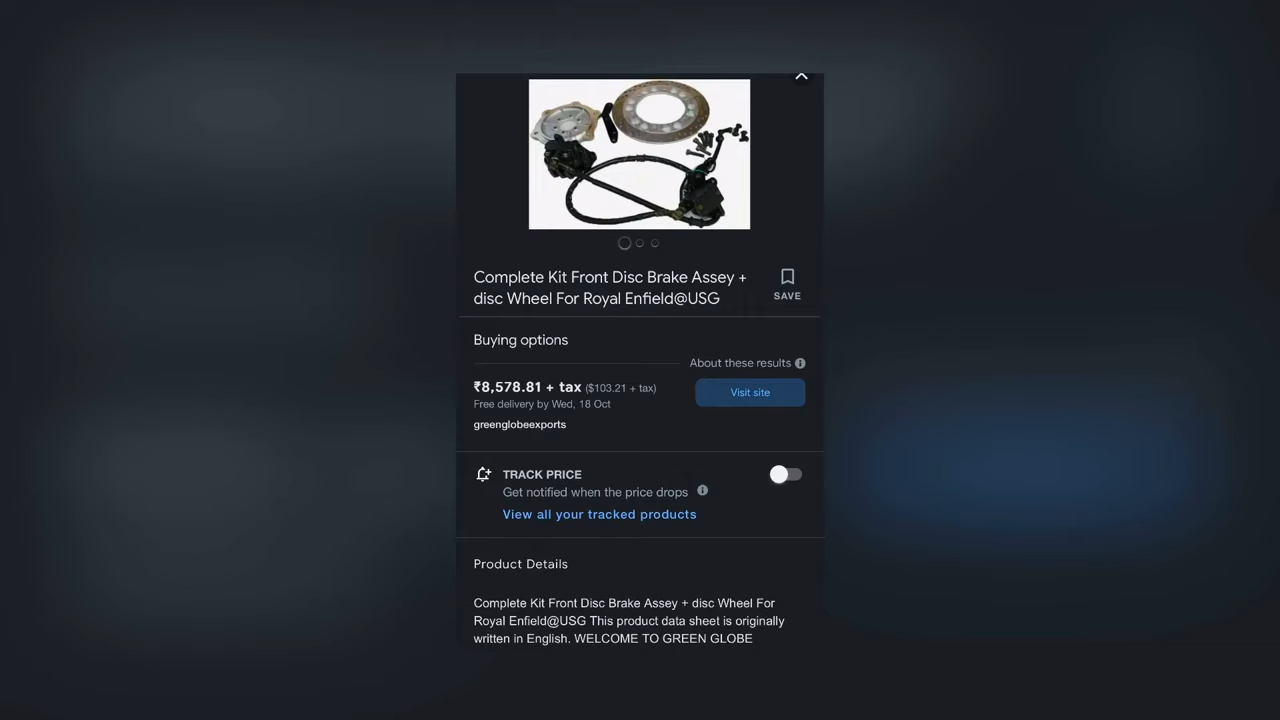 Complete Kit Front Disc Brake Assey +
disc Wheel For Royal Enfield@USG
SAVE
Buying options
About these results
₹8,578.81 + tax ($103.21 + tax)
Visit site
Free delivery by Wed, 18 Oct
greenglobeexports
TRACK PRICE
Get notified when the price drops
View all your tracked products
Product Details
Complete Kit Front Disc Brake Assey + disc Wheel For
Royal Enfield@USG This product data sheet is originally
written in English. WELCOME TO GREEN GLOBE